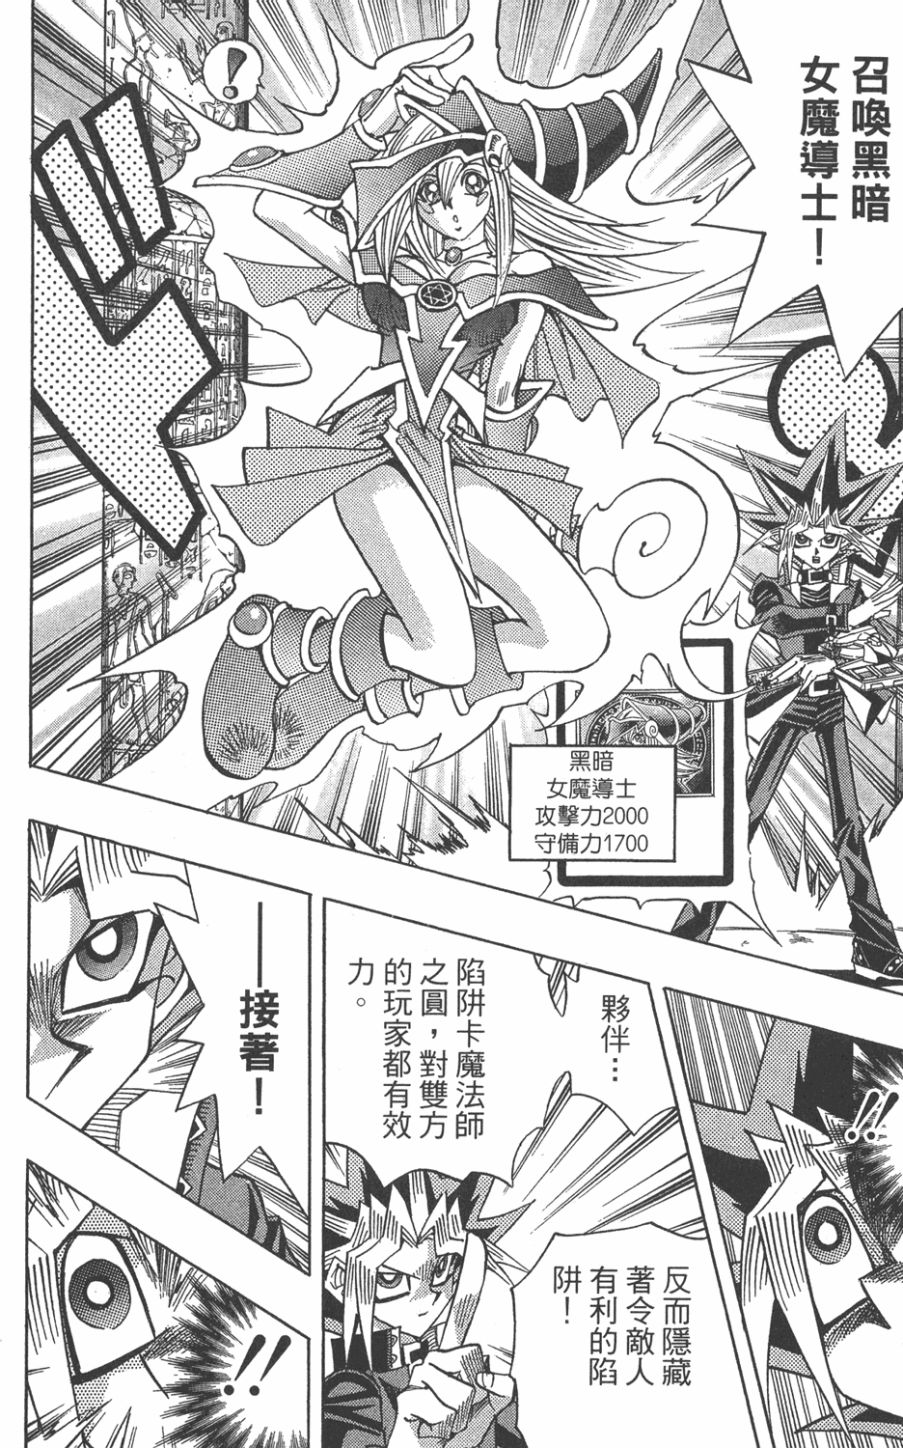 召喚黑暗
女魔導士！
！
黑暗
女魔導士
攻擊力2000
守備力1700
!!
夥伴…
陷阱卡魔法師
之圓，對雙方
的玩家都有效
力。
反而隱藏
著令敵人
有利的陷
阱！
——接著！
!!